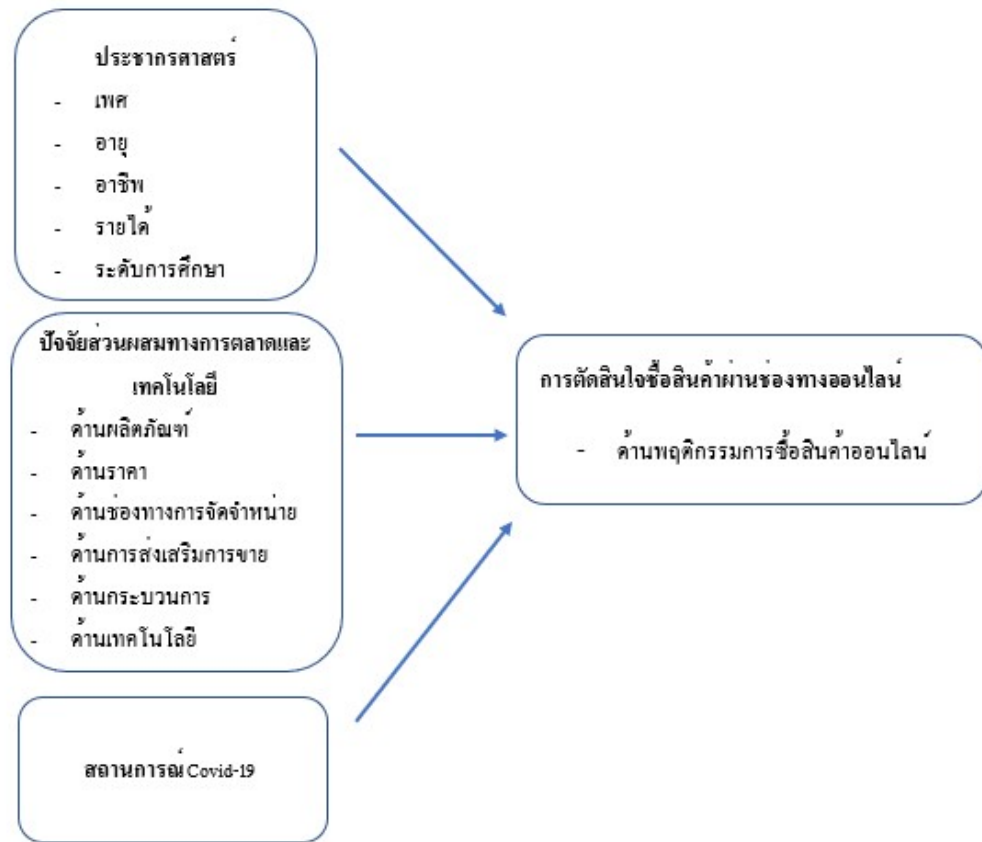 ประชากรศาสตร์
- เพศ
- อายุ
- อาชีพ
- รายได้
- ระดับการศึกษา
ปัจจัยส่วนผสมทางการตลาดและ
เทคโนโลยี
- ด้านผลิตภัณฑ์
- ด้านราคา
- ด้านช่องทางการจัดจำหน่าย
- ด้านการส่งเสริมการขาย
- ด้านกระบวนการ
- ด้านเทคโนโลยี
สถานการณ์ Covid-19
การตัดสินใจซื้อสินค้าผ่านช่องทางออนไลน์
- ด้านพฤติกรรมการซื้อสินค้าออนไลน์